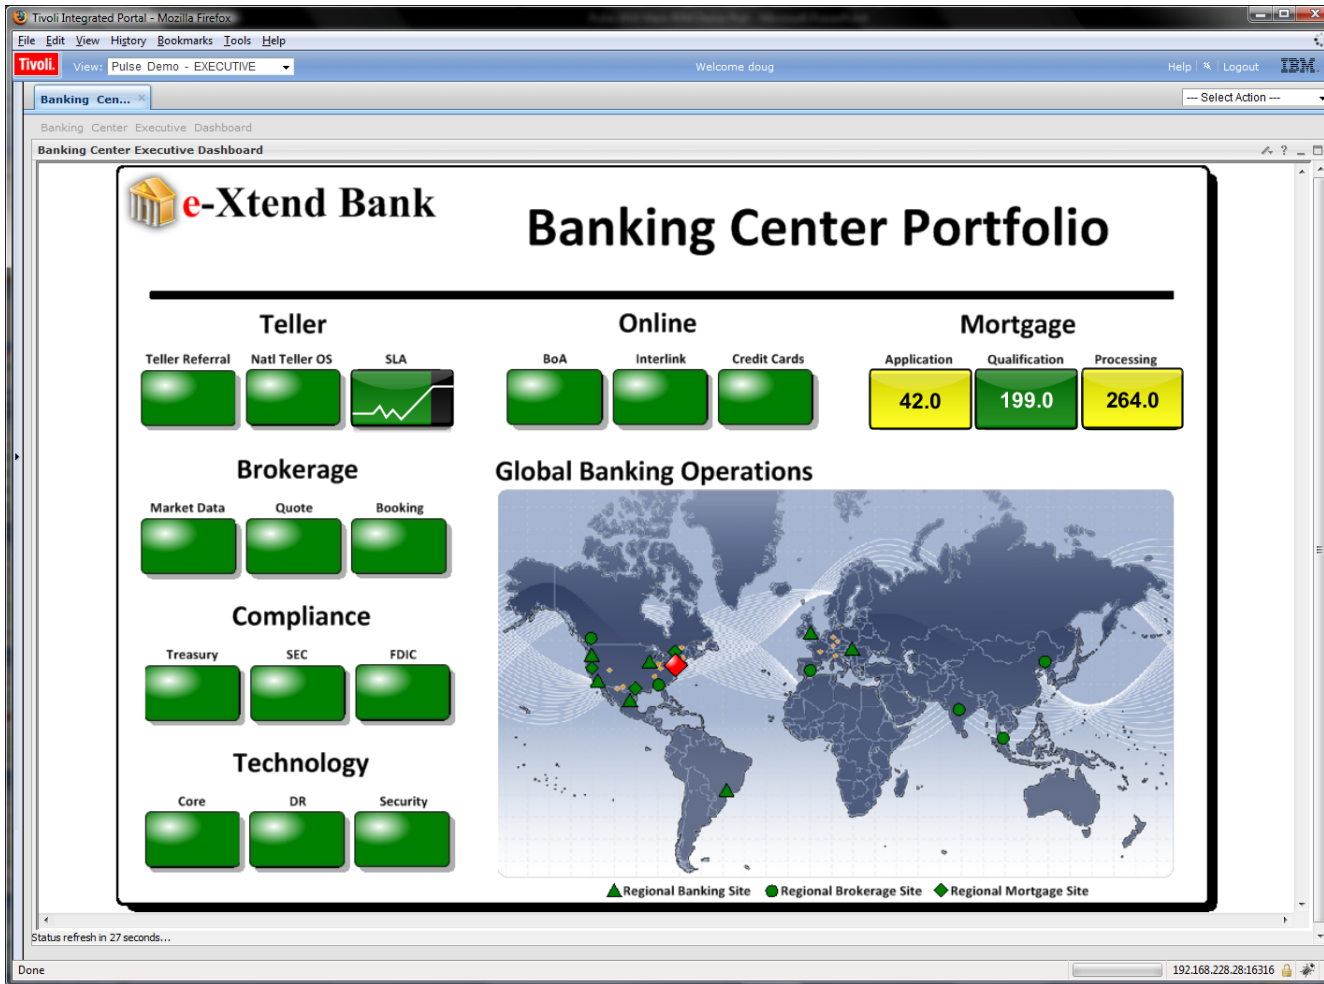 Tivoli Integrated Portal - Mozilla Firefox
File Edit View History Bookmarks Tools Help
Tivoli. View: Pulse Demo - EXECUTIVE Welcome doug Help Logout IBM.
Banking Cen... --- Select Action ---
Banking Center Executive Dashboard
Banking Center Executive Dashboard
e-Xtend Bank
Banking Center Portfolio
Teller Online Mortgage
Teller Referral Natl Teller OS SLA BoA Interlink Credit Cards Application Qualification Processing
42.0 199.0 264.0
Brokerage Global Banking Operations
Market Data Quote Booking
Compliance
Treasury SEC FDIC
Technology
Core DR Security
Regional Banking Site Regional Brokerage Site Regional Mortgage Site
Status refresh in 27 seconds...
Done 192.168.228.28:16316